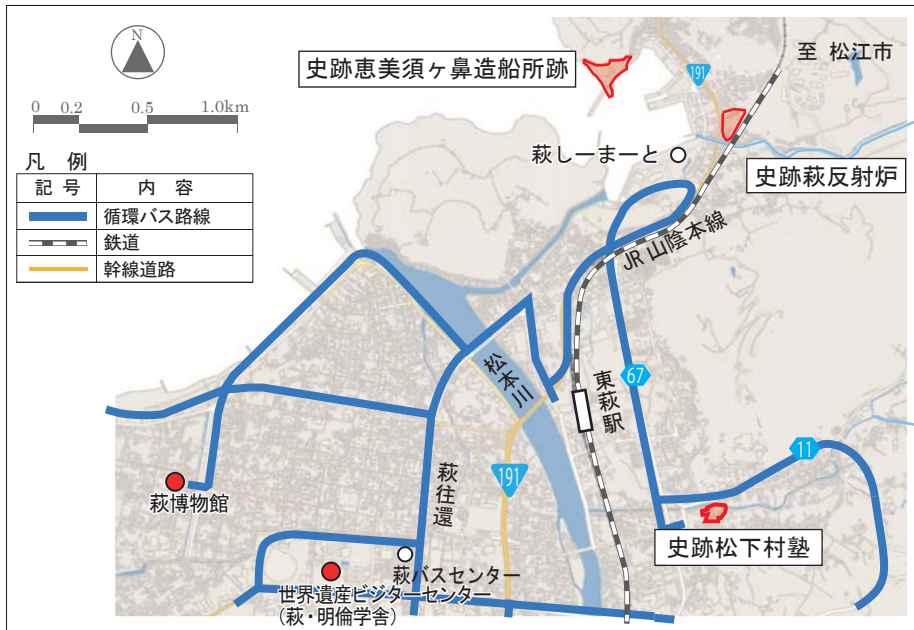 N
0 0.2 0.5 1.0km
凡 例
記 号 内 容
循環バス路線
鉄道
幹線道路
史跡恵美須ヶ鼻造船所跡
191
至 松江市
萩しーまーと
史跡萩反射炉
JR 山陰本線
松本川
東萩駅
67
11
191
萩往還
萩博物館
史跡松下村塾
萩バスセンター
世界遺産ビジターセンター
(萩・明倫学舎)